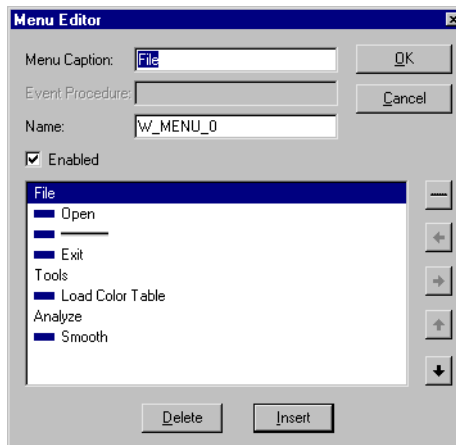 Menu Editor
Menu Caption: File OK
Event Procedure: Cancel
Name: W_MENU_0
Enabled
File
Open
Exit
Tools
Load Color Table
Analyze
Smooth
Delete Insert